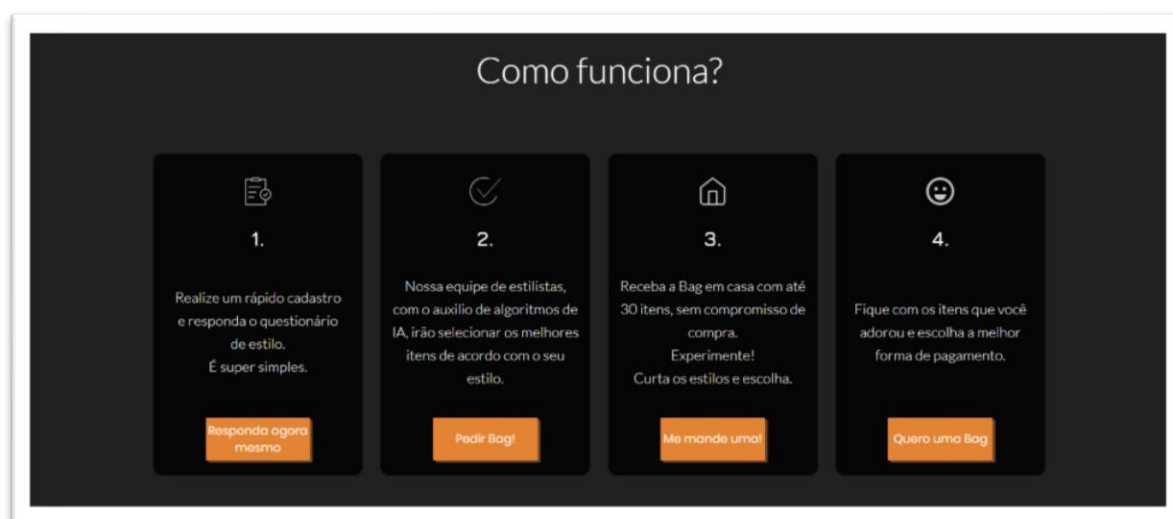 Como funciona?
1.
Realize um rápido cadastro
e responda o questionário
de estilo.
É super simples.
Responda agora
mesmo
2.
Nossa equipe de estilistas,
com o auxilio de algoritmos de
IA, irão selecionar os melhores
itens de acordo com o seu
estilo.
Pedir Bag!
3.
Receba a Bag em casa com até
30 itens, sem compromisso de
compra.
Experimente!
Curta os estilos e escolha.
Me mande uma!
4.
Fique com os itens que você
adorou e escolha a melhor
forma de pagamento.
Quero uma Bag